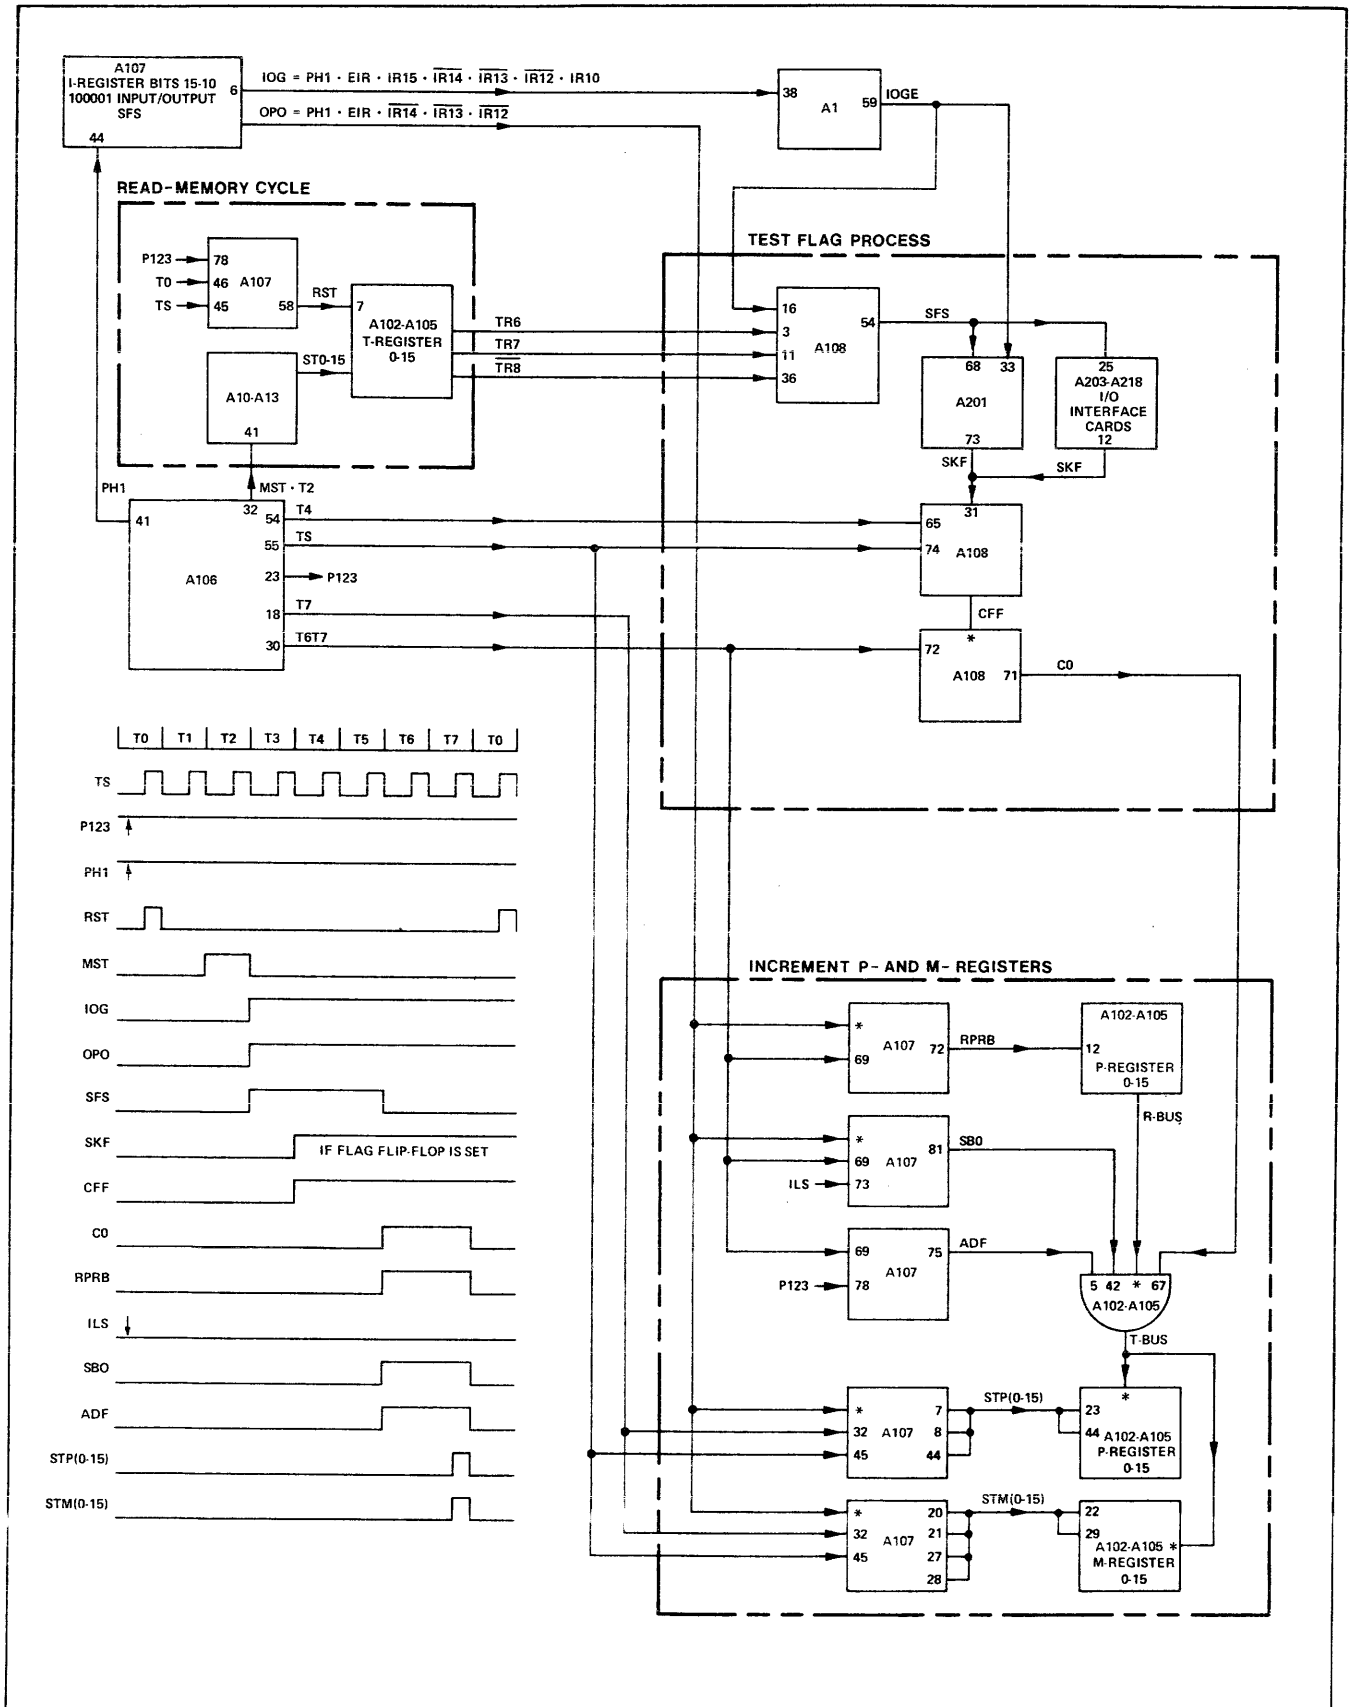 A107
I-REGISTER BITS 15-10
100001 INPUT/OUTPUT
SFS
6
44
IOG = PH1 · EIR · IR15 · IR14 · IR13 · IR12 · IR10
OPO = PH1 · EIR · IR14 · IR13 · IR12
38
A1
59
IOGE
READ-MEMORY CYCLE
P123
78
T0
46
A107
TS
45
58
RST
7
A102-A105
T-REGISTER
0-15
ST0-15
A10-A13
41
TR6
TR7
TR8
TEST FLAG PROCESS
16
3
11
36
A108
54
SFS
68
33
A201
73
25
A203-A218
I/O
INTERFACE
CARDS
12
SKF
SKF
31
65
74
A108
CFF
*
72
A108
71
C0
PH1
MST · T2
41
32
54
T4
55
TS
A106
23
P123
18
T7
30
T6T7
T0 T1 T2 T3 T4 T5 T6 T7 T0
TS
P123
PH1
RST
MST
IOG
OPO
SFS
SKF
IF FLAG FLIP-FLOP IS SET
CFF
C0
RPRB
ILS
SBO
ADF
STP(0-15)
STM(0-15)
INCREMENT P- AND M- REGISTERS
*
69
A107
72
RPRB
A102-A105
12
P-REGISTER
0-15
R-BUS
*
69
ILS
73
A107
81
SBO
69
P123
78
A107
75
ADF
5 42 * 67
A102-A105
T-BUS
*
32
45
A107
7
8
44
STP(0-15)
*
23
44
A102-A105
P-REGISTER
0-15
*
32
45
A107
20
21
27
28
STM(0-15)
22
29
A102-A105 *
M-REGISTER
0-15